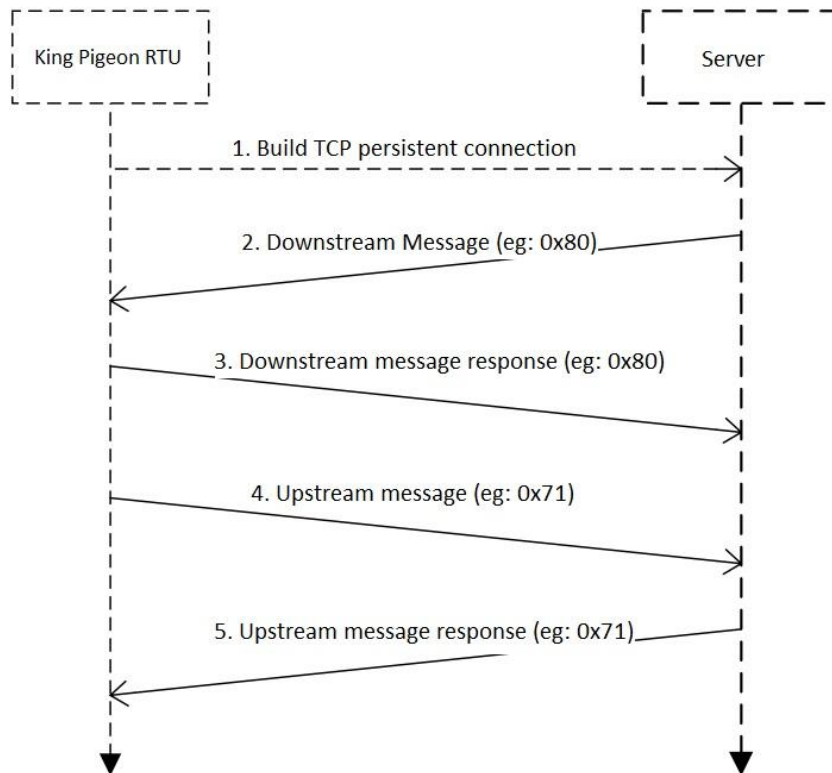 King Pigeon RTU
Server
1. Build TCP persistent connection
2. Downstream Message (eg: 0x80)
3. Downstream message response (eg: 0x80)
4. Upstream message (eg: 0x71)
5. Upstream message response (eg: 0x71)